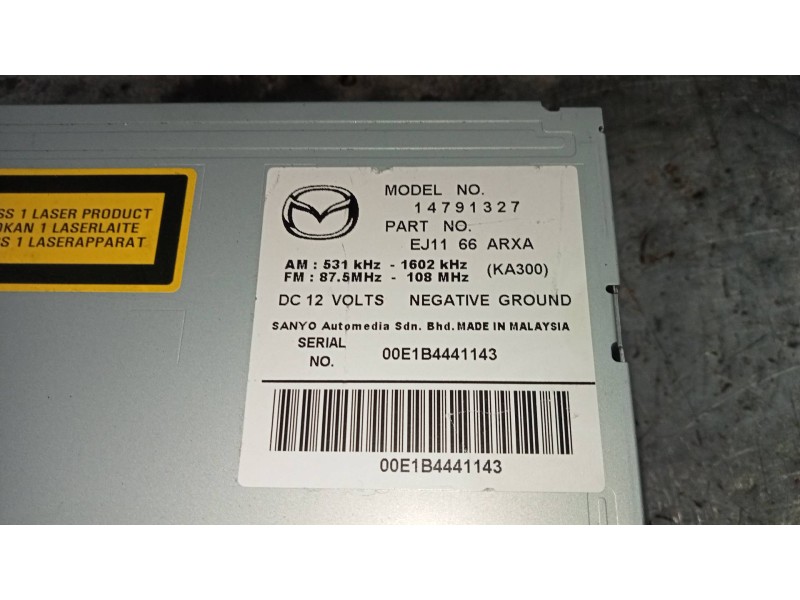 SS 1 LASER PRODUCT
OKAN 1 LASERLAITE
S 1 LASERAPPARAT
MODEL NO.
14791327
PART NO.
EJ11 66 ARXA
AM : 531 kHz - 1602 kHz (KA300)
FM : 87.5MHz - 108 MHz
DC 12 VOLTS NEGATIVE GROUND
SANYO Automedia Sdn. Bhd. MADE IN MALAYSIA
SERIAL NO. 00E1B4441143
00E1B4441143